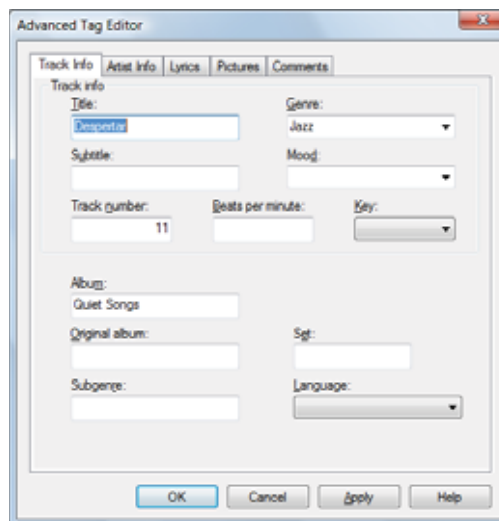 Advanced Tag Editor
Track Info Artist Info Lyrics Pictures Comments
Track info
Title: Genre:
Despertar Jazz
Subtitle: Mood:
Track number: Beats per minute: Key:
11
Album:
Quiet Songs
Original album: Set:
Subgenre: Language:
OK Cancel Apply Help